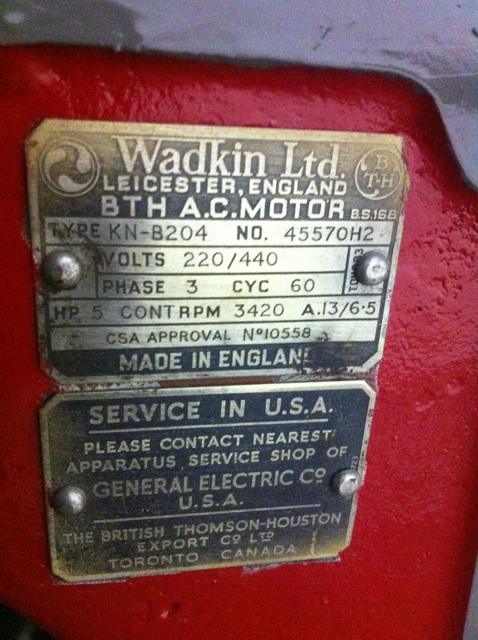 Wadkin Ltd.
B
T·H
LEICESTER, ENGLAND
BTH A.C. MOTOR B.S.168
TYPE KN-B204 NO. 45570H2
VOLTS 220/440
PHASE 3 CYC 60
HP 5 CONT RPM 3420 A.13/6·5
CSA APPROVAL Nº10558
MADE IN ENGLAN
SERVICE IN U.S.A.
PLEASE CONTACT NEAREST
APPARATUS SERVICE SHOP OF
GENERAL ELECTRIC Cº
U.S.A.
THE BRITISH THOMSON-HOUSTON
EXPORT Cº LTD
TORONTO CANADA